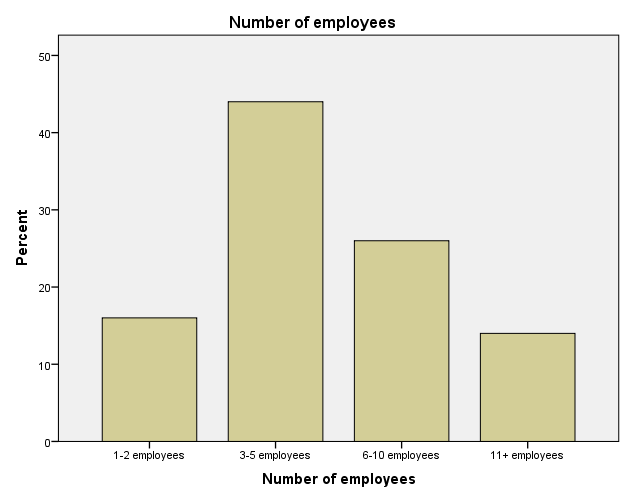 Number of employees
50
40
30
20
10
0
Percent
1-2 employees
3-5 employees
6-10 employees
11+ employees
Number of employees